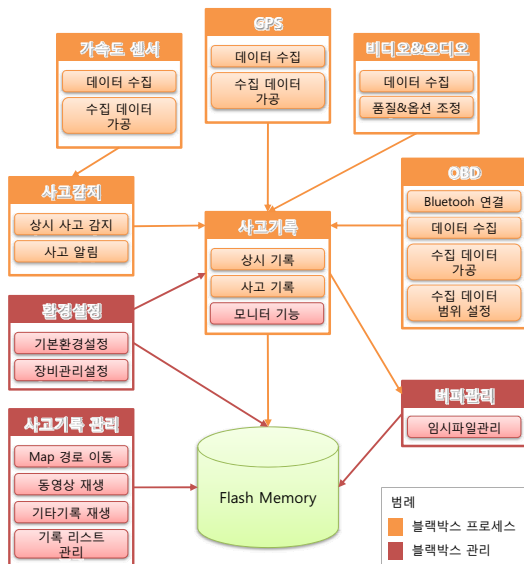 가속도 센서
데이터 수집
수집 데이터
가공
GPS
데이터 수집
수집 데이터
가공
비디오&오디오
데이터 수집
품질&옵션 조정
사고감지
상시 사고 감지
사고 알림
사고기록
상시 기록
사고 기록
모니터 기능
OBD
Bluetooh 연결
데이터 수집
수집 데이터
가공
수집 데이터
범위 설정
환경설정
기본환경설정
장비관리설정
버퍼관리
임시파일관리
사고기록 관리
Map 경로 이동
동영상 재생
기타기록 재생
기록 리스트
관리
Flash Memory
범례
블랙박스 프로세스
블랙박스 관리